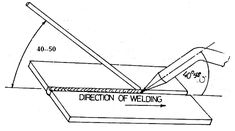 40–50
DIRECTION OF WELDING